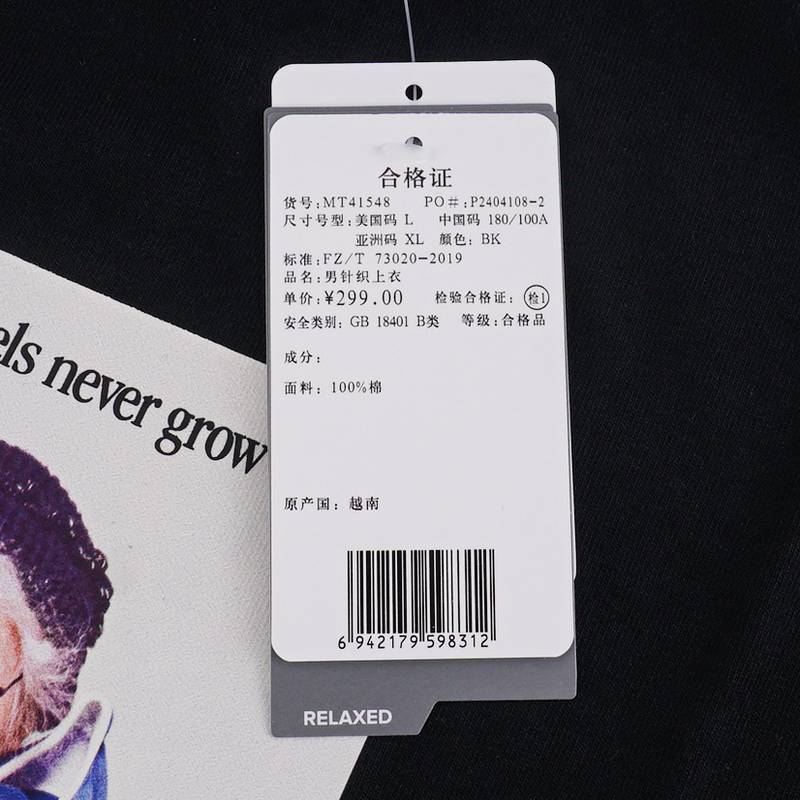 合格证
货号:MT41548 PO#:P2404108-2
尺寸号型:美国码 L 中国码 180/100A
亚洲码 XL 颜色: BK
标准:FZ/T 73020-2019
品名:男针织上衣
单价:¥299.00 检验合格证: 检1
安全类别: GB 18401 B类 等级:合格品
成分:
面料: 100%棉
原产国: 越南
6 942179 598312
RELAXED
els never grow